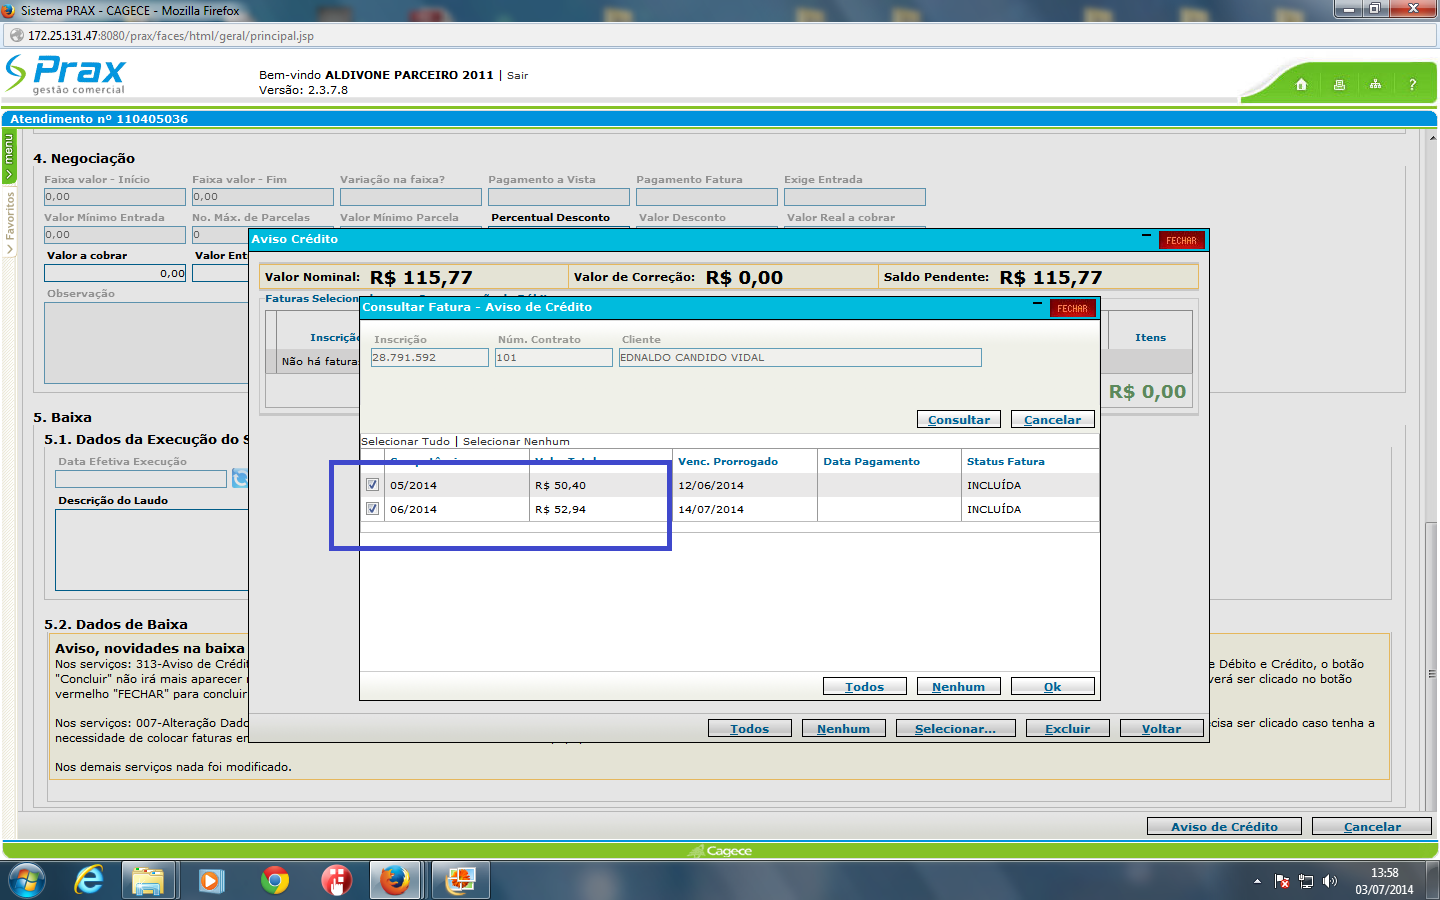 Sistema PRAX - CAGECE - Mozilla Firefox
172.25.131.47:8080/prax/faces/html/geral/principal.jsp
Prax
gestão comercial
Bem-vindo ALDIVONE PARCEIRO 2011 | Sair
Versão: 2.3.7.8
?
Atendimento nº 110405036
menu
Favoritos
4. Negociação
Faixa valor - Início Faixa valor - Fim Variação na faixa? Pagamento a Vista Pagamento Fatura Exige Entrada
0,00 0,00
Valor Mínimo Entrada No. Máx. de Parcelas Valor Mínimo Parcela Percentual Desconto Valor Desconto Valor Real a cobrar
0,00 0
Valor a cobrar Valor Ent
0,00
Observação
Aviso Crédito FECHAR
Valor Nominal: R$ 115,77 Valor de Correção: R$ 0,00 Saldo Pendente: R$ 115,77
Faturas Selecion
Inscriçã Itens
Não há fatura
R$ 0,00
Consultar Fatura - Aviso de Crédito FECHAR
Inscrição Núm. Contrato Cliente
28.791.592 101 EDNALDO CANDIDO VIDAL
Consultar Cancelar
Selecionar Tudo | Selecionar Nenhum
Venc. Prorrogado Data Pagamento Status Fatura
05/2014 R$ 50,40 12/06/2014 INCLUÍDA
06/2014 R$ 52,94 14/07/2014 INCLUÍDA
Todos Nenhum Ok
Todos Nenhum Selecionar... Excluir Voltar
5. Baixa
5.1. Dados da Execução do S
Data Efetiva Execução
Descrição do Laudo
5.2. Dados de Baixa
Aviso, novidades na baixa
Nos serviços: 313-Aviso de Crédit e Débito e Crédito, o botão
"Concluir" não irá mais aparecer verá ser clicado no botão
vermelho "FECHAR" para concluir
Nos serviços: 007-Alteração Dado cisa ser clicado caso tenha a
necessidade de colocar faturas en
Nos demais serviços nada foi modificado.
Aviso de Crédito Cancelar
Cagece
13:58
03/07/2014